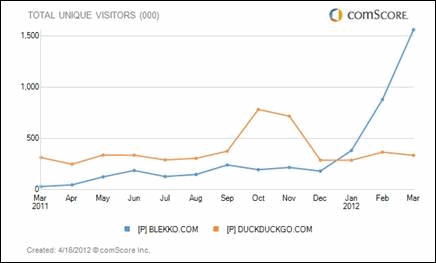 TOTAL UNIQUE VISITORS (000)
comScore.
1,500
1,000
500
0
Mar Apr May Jun Jul Aug Sep Oct Nov Dec Jan Feb Mar
2011 2012
[P] BLEKKO.COM [P] DUCKDUCKGO.COM
Created: 4/18/2012 © comScore Inc.